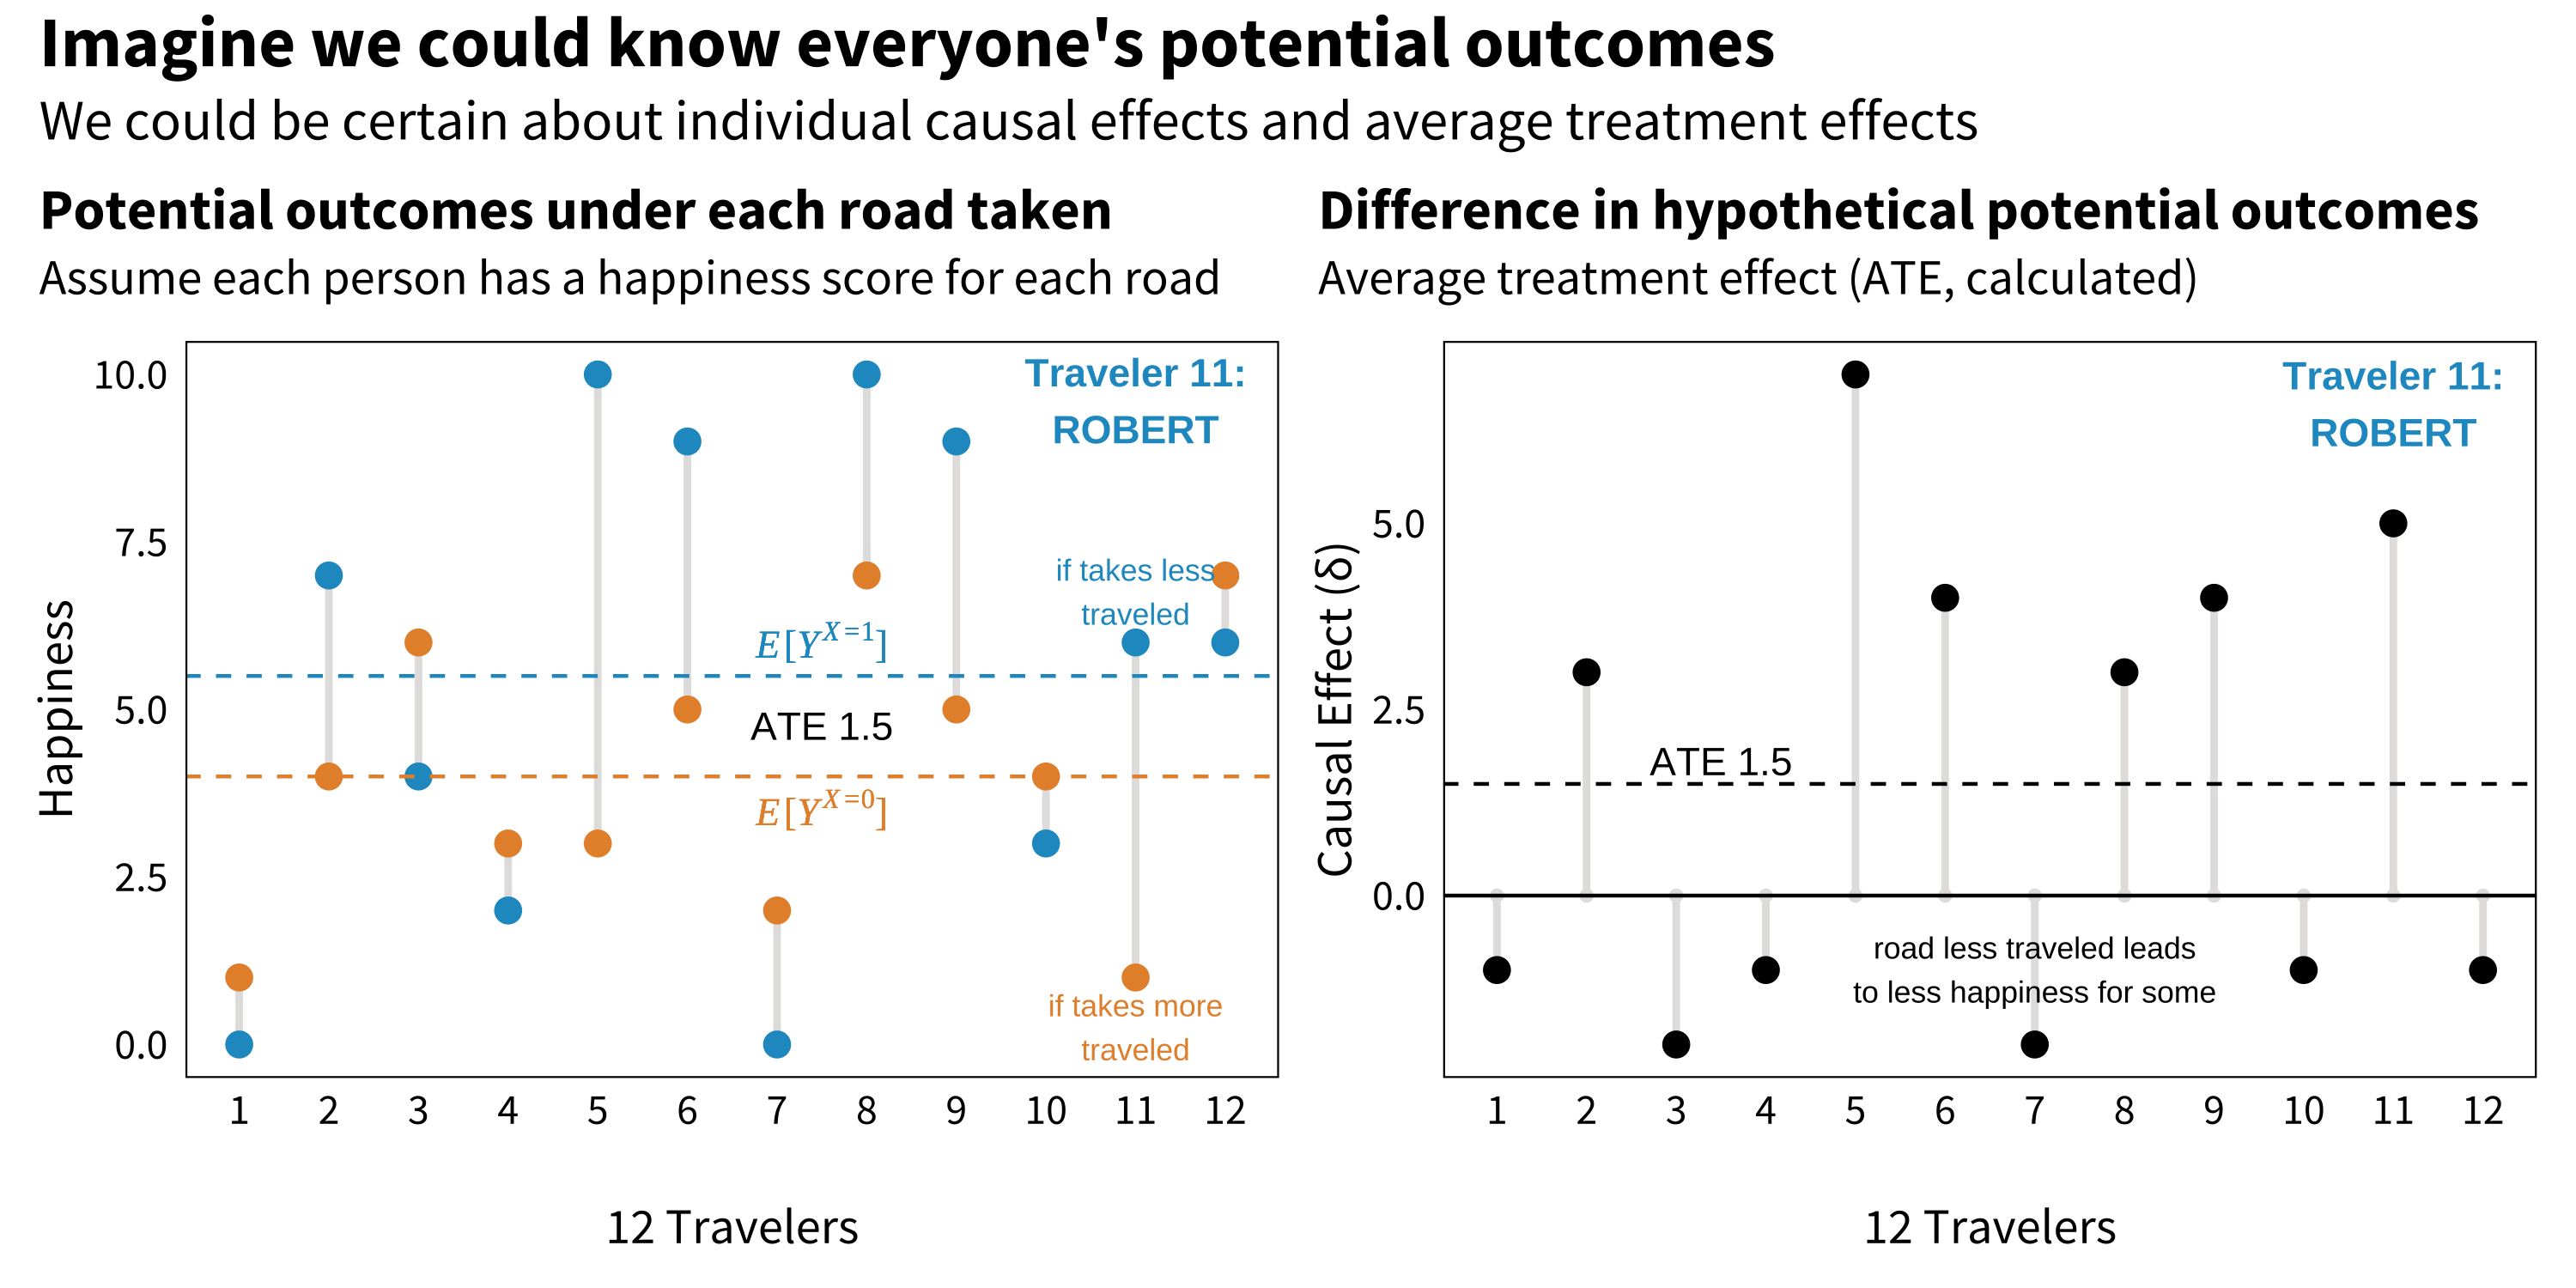 Imagine we could know everyone's potential outcomes
We could be certain about individual causal effects and average treatment effects
Potential outcomes under each road taken
Assume each person has a happiness score for each road
Happiness
10.0
7.5
5.0
2.5
0.0
Traveler 11:
ROBERT
if takes less
traveled
E[Y^{X=1}]
ATE 1.5
E[Y^{X=0}]
if takes more
traveled
1 2 3 4 5 6 7 8 9 10 11 12
12 Travelers
Difference in hypothetical potential outcomes
Average treatment effect (ATE, calculated)
Causal Effect (δ)
5.0
2.5
0.0
Traveler 11:
ROBERT
ATE 1.5
road less traveled leads
to less happiness for some
1 2 3 4 5 6 7 8 9 10 11 12
12 Travelers